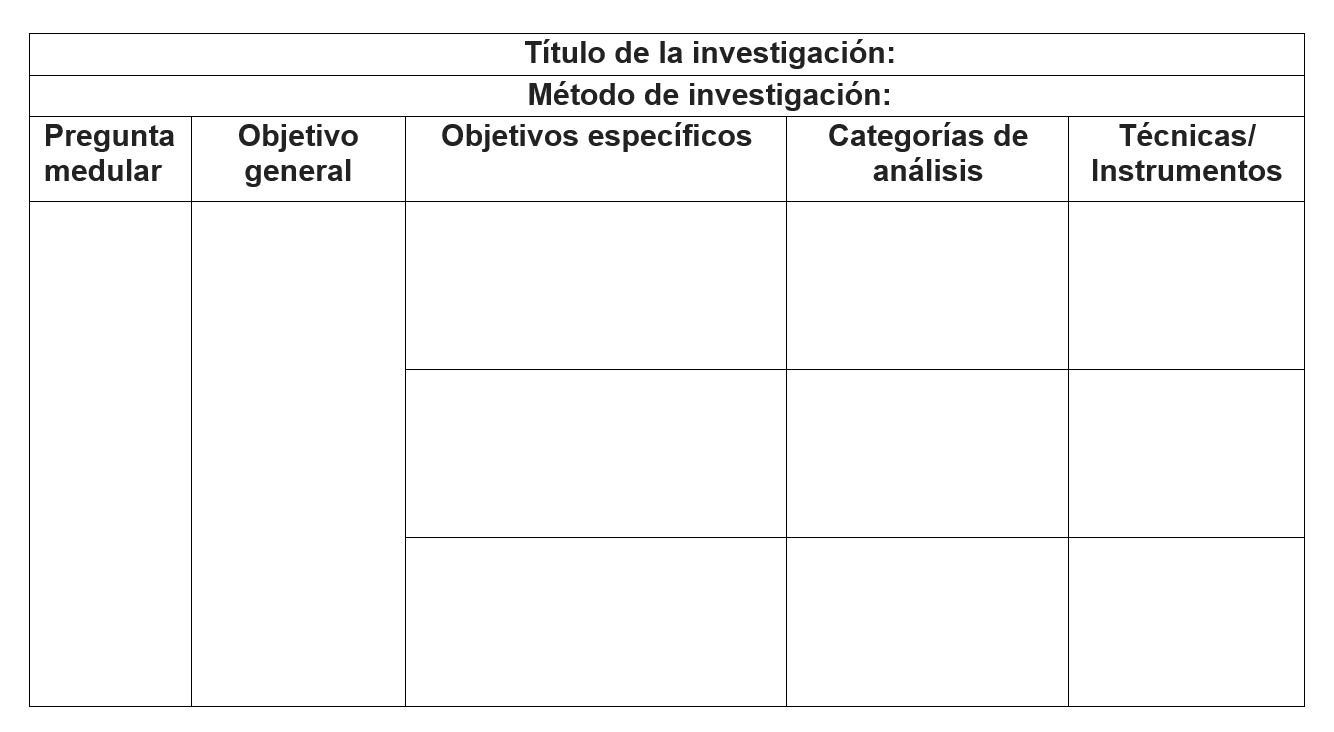 Título de la investigación:
Método de investigación:
Pregunta medular
Objetivo general
Objetivos específicos
Categorías de análisis
Técnicas/ Instrumentos